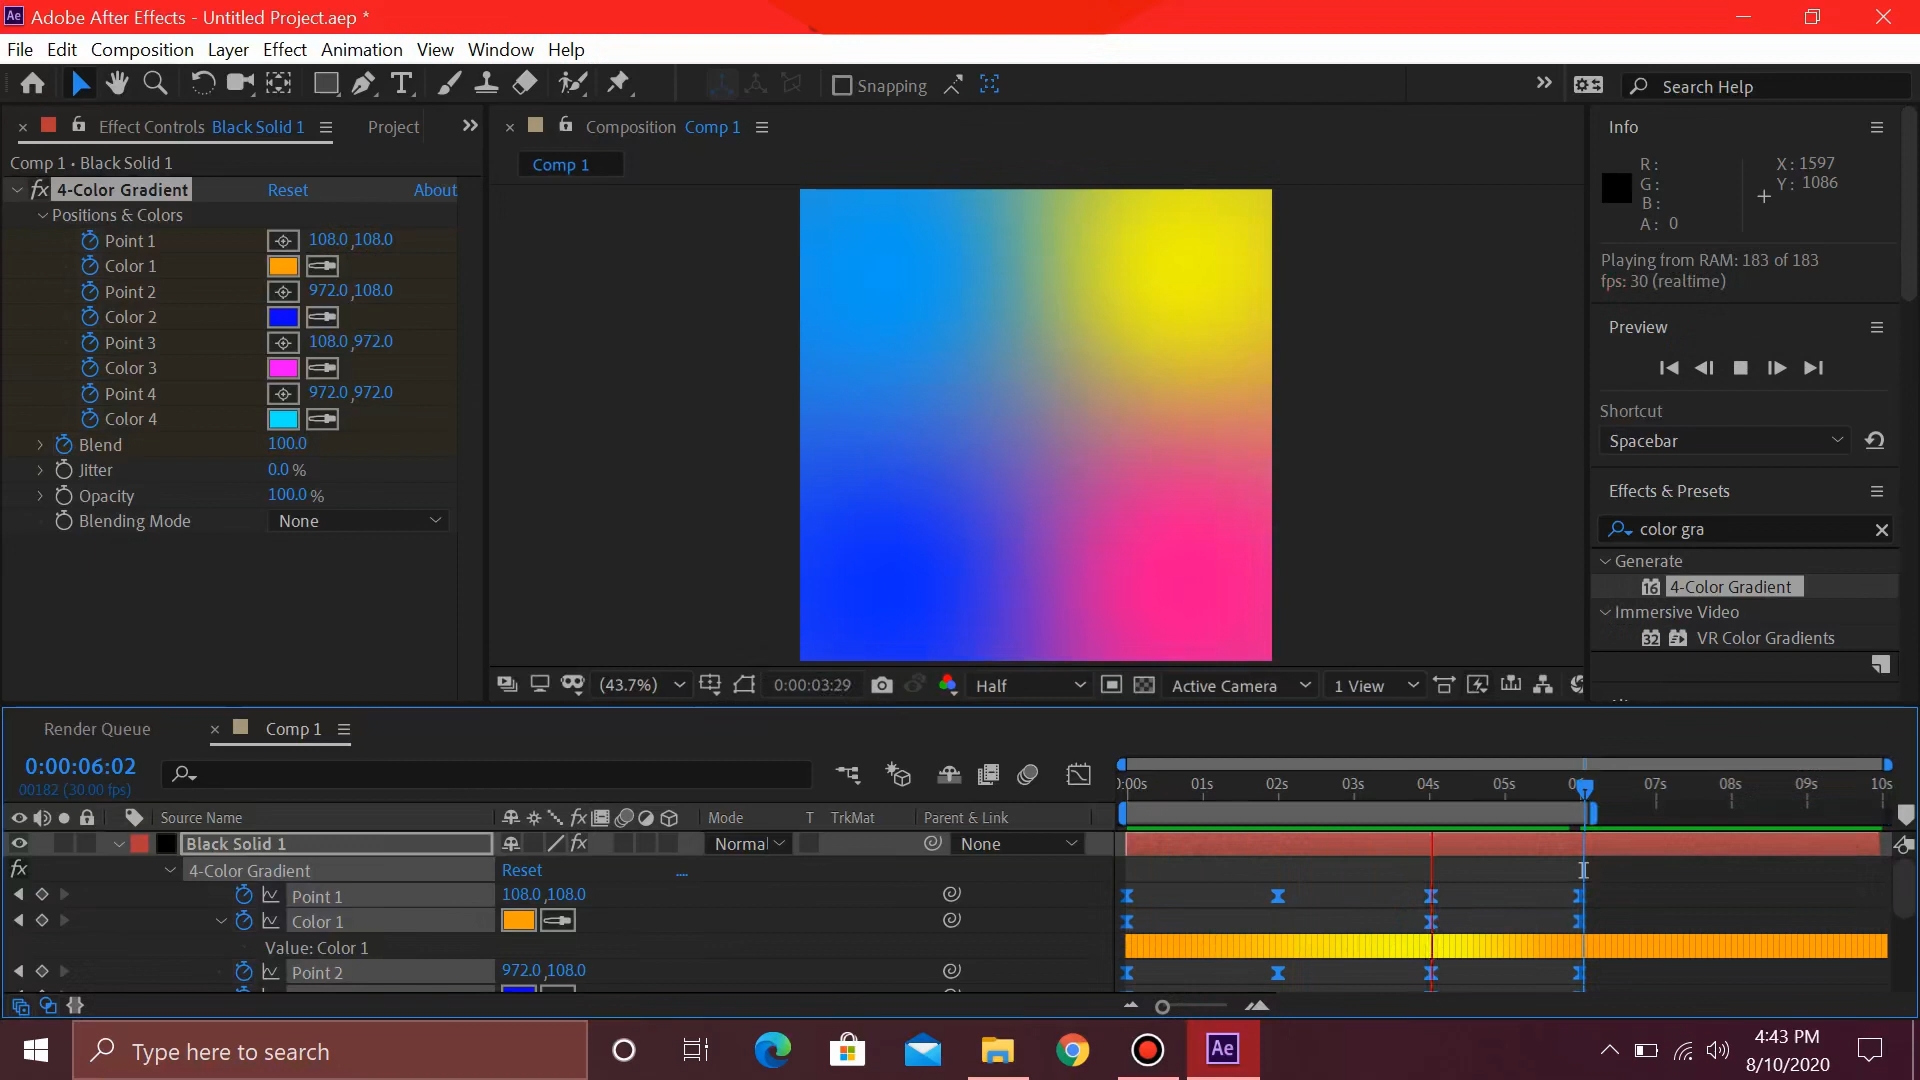 Ae Adobe After Effects - Untitled Project.aep *
File Edit Composition Layer Effect Animation View Window Help
Snapping
Search Help
Effect Controls Black Solid 1
Project
Comp 1 • Black Solid 1
fx 4-Color Gradient Reset About
Positions & Colors
Point 1 108.0,108.0
Color 1
Point 2 972.0,108.0
Color 2
Point 3 108.0,972.0
Color 3
Point 4 972.0,972.0
Color 4
Blend 100.0
Jitter 0.0 %
Opacity 100.0 %
Blending Mode None
Composition Comp 1
Comp 1
(43.7%) 0:00:03:29 Half Active Camera 1 View
Info
R: X: 1597
G: Y: 1086
B:
A: 0
Playing from RAM: 183 of 183
fps: 30 (realtime)
Preview
Shortcut
Spacebar
Effects & Presets
color gra
Generate
16 4-Color Gradient
Immersive Video
32 VR Color Gradients
Render Queue
Comp 1
0:00:06:02
00182 (30.00 fps)
:00s 01s 02s 03s 04s 05s 06s 07s 08s 09s 10s
Source Name fx Mode T TrkMat Parent & Link
Black Solid 1 fx Normal None
fx 4-Color Gradient Reset ....
Point 1 108.0,108.0
Color 1
Value: Color 1
Point 2 972.0,108.0
Type here to search
Ae
4:43 PM
8/10/2020